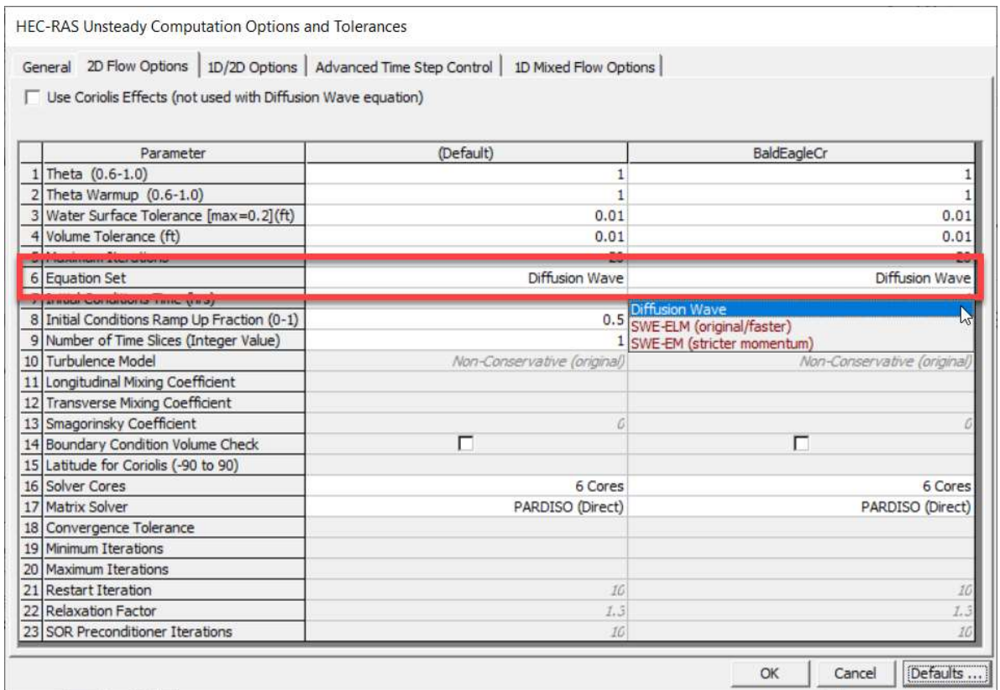 HEC-RAS Unsteady Computation Options and Tolerances
General 2D Flow Options 1D/2D Options Advanced Time Step Control 1D Mixed Flow Options
Use Coriolis Effects (not used with Diffusion Wave equation)
Parameter (Default) BaldEagleCr
1 Theta (0.6-1.0) 1 1
2 Theta Warmup (0.6-1.0) 1 1
3 Water Surface Tolerance [max=0.2](ft) 0.01 0.01
4 Volume Tolerance (ft) 0.01 0.01
5 Maximum Iterations 20 20
6 Equation Set Diffusion Wave Diffusion Wave
7 Initial Conditions Time (hrs)
Diffusion Wave
8 Initial Conditions Ramp Up Fraction (0-1) 0.5 SWE-ELM (original/faster)
9 Number of Time Slices (Integer Value) 1 SWE-EM (stricter momentum)
10 Turbulence Model Non-Conservative (original) Non-Conservative (original)
11 Longitudinal Mixing Coefficient
12 Transverse Mixing Coefficient
13 Smagorinsky Coefficient 0 0
14 Boundary Condition Volume Check
15 Latitude for Coriolis (-90 to 90)
16 Solver Cores 6 Cores 6 Cores
17 Matrix Solver PARDISO (Direct) PARDISO (Direct)
18 Convergence Tolerance
19 Minimum Iterations
20 Maximum Iterations
21 Restart Iteration 10 10
22 Relaxation Factor 1.3 1.3
23 SOR Preconditioner Iterations 10 10
OK Cancel Defaults ...